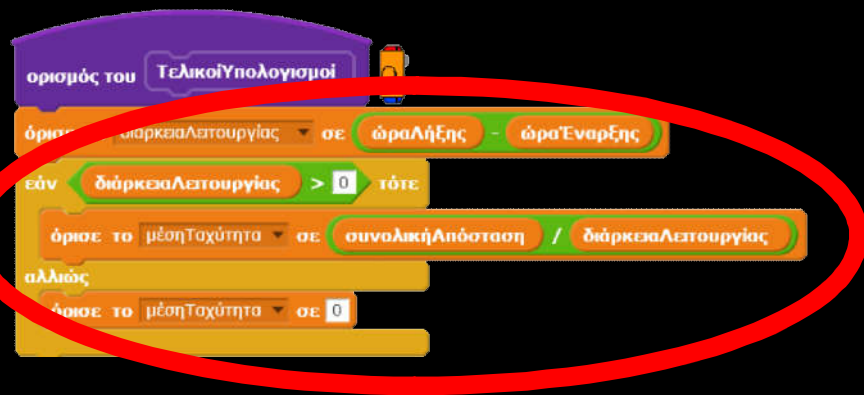 ορισμός του ΤελικοίΥπολογισμοί
όρισε διάρκειαΛειτουργίας σε ώραΛήξης - ώραΈναρξης
εάν διάρκειαΛειτουργίας > 0 τότε
όρισε το μέσηΤαχύτητα σε συνολικήΑπόσταση / διάρκειαΛειτουργίας
αλλιώς
όρισε το μέσηΤαχύτητα σε 0